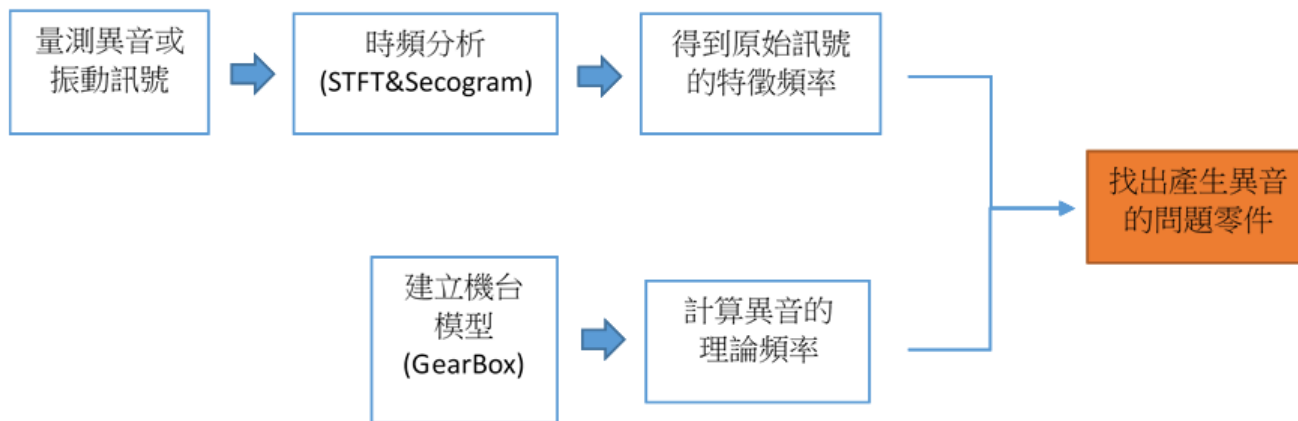 量測異音或
振動訊號
時頻分析
(STFT&Secogram)
得到原始訊號
的特徵頻率
建立機台
模型
(GearBox)
計算異音的
理論頻率
找出產生異音
的問題零件